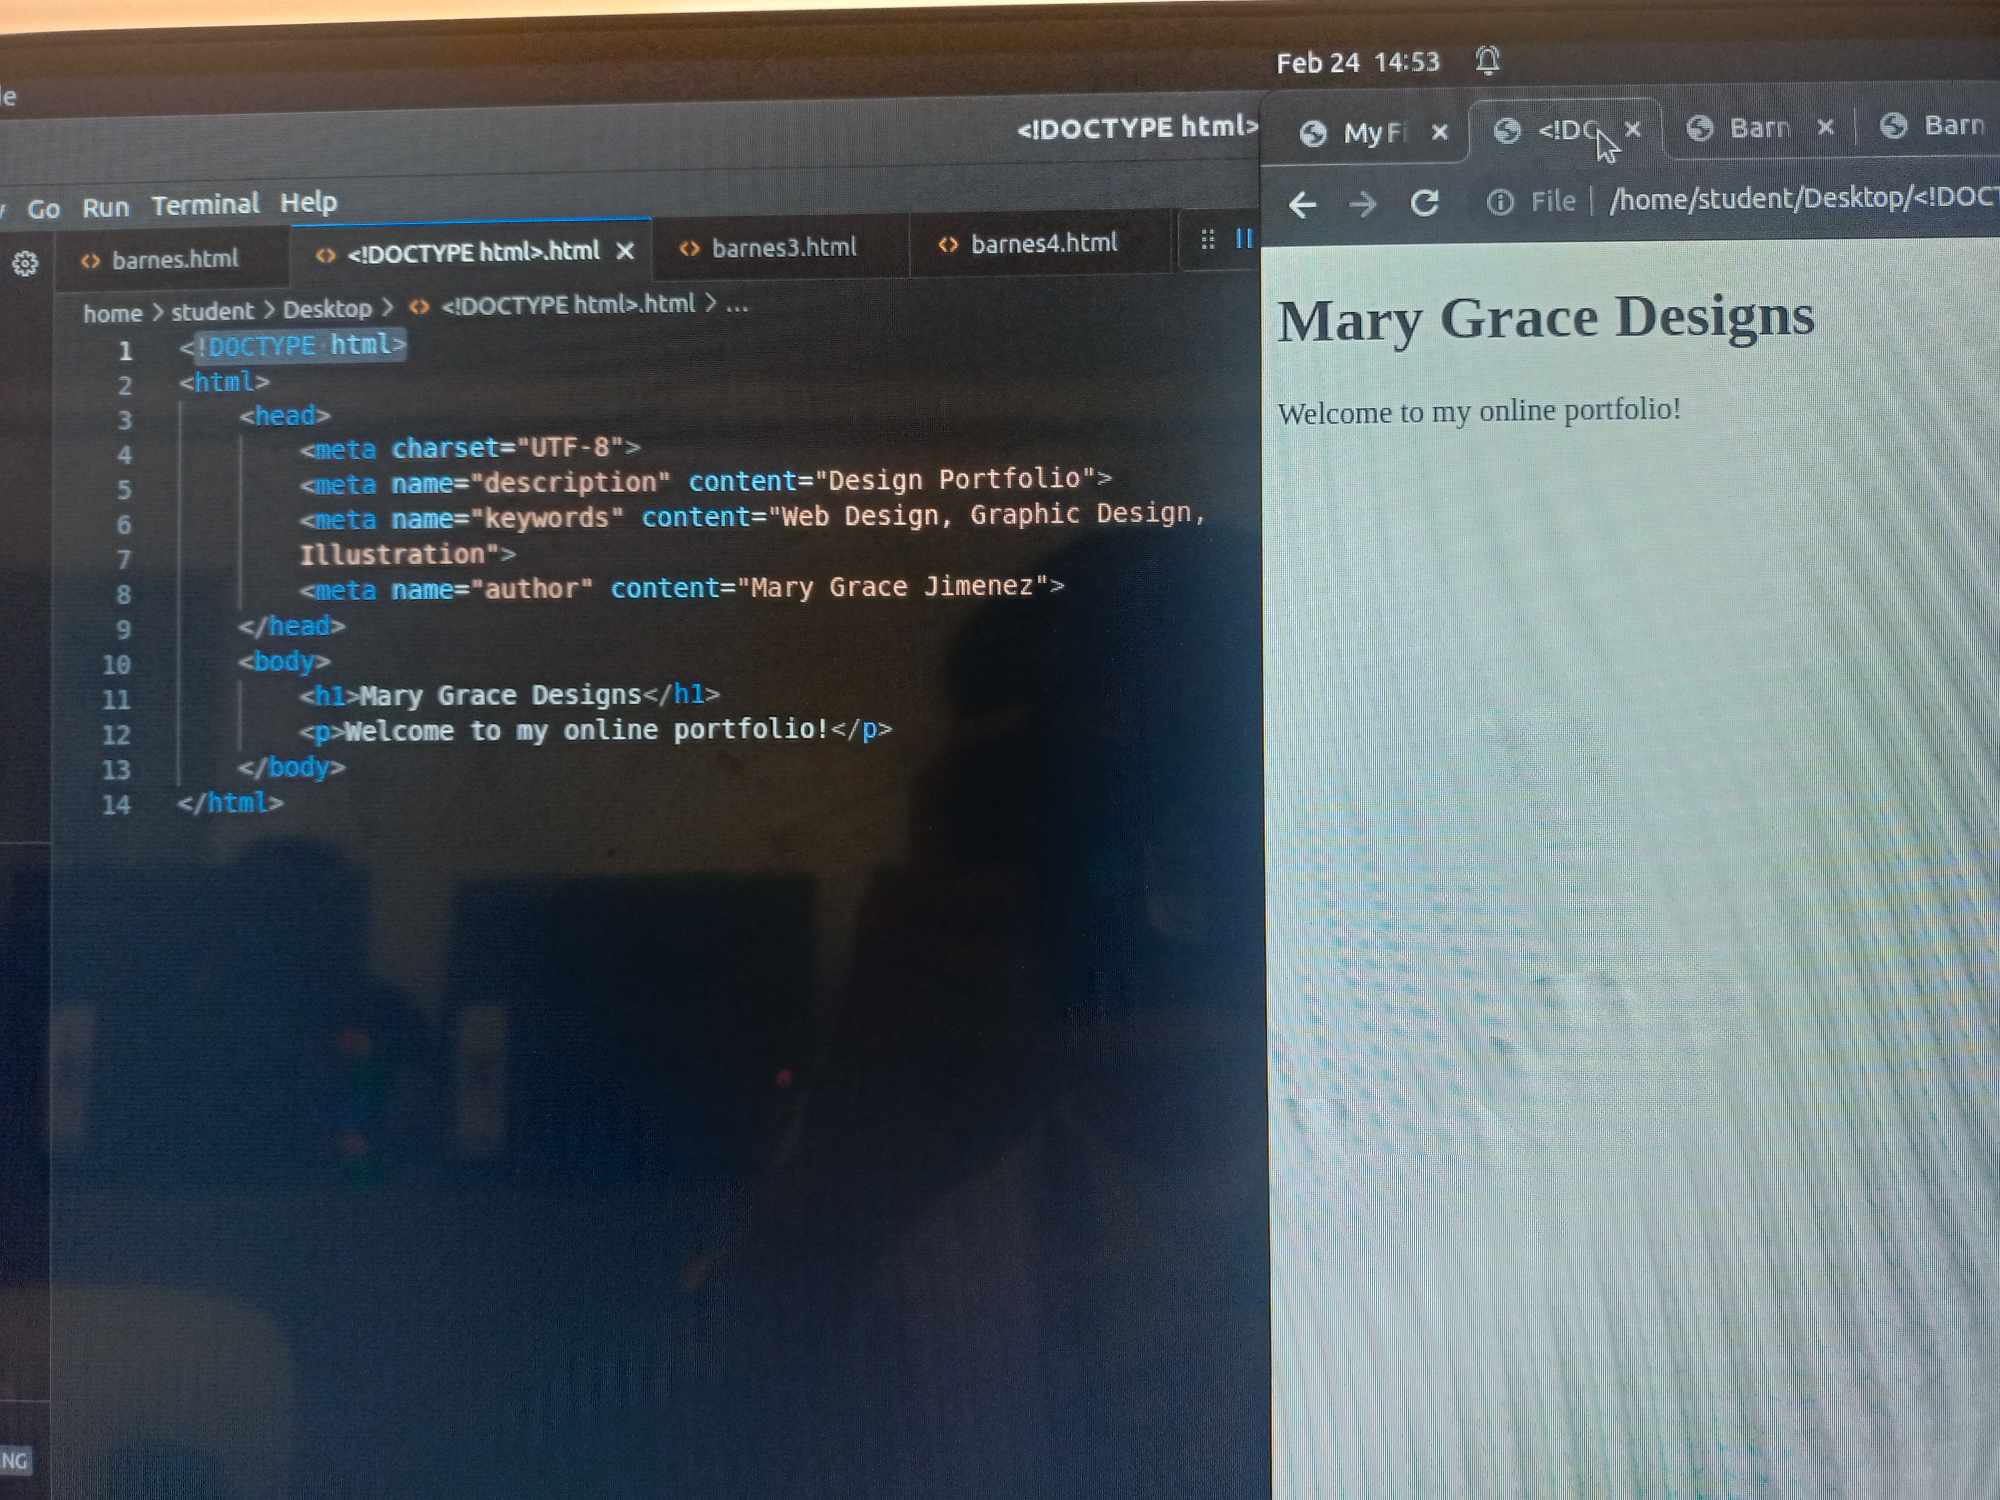 Feb 24 14:53
<!DOCTYPE html>
Go Run Terminal Help
barnes.html <!DOCTYPE html>.html barnes3.html barnes4.html
home > student > Desktop > <!DOCTYPE html>.html > ...
1 <!DOCTYPE html>
2 <html>
3 <head>
4 <meta charset="UTF-8">
5 <meta name="description" content="Design Portfolio">
6 <meta name="keywords" content="Web Design, Graphic Design,
7 Illustration">
8 <meta name="author" content="Mary Grace Jimenez">
9 </head>
10 <body>
11 <h1>Mary Grace Designs</h1>
12 <p>Welcome to my online portfolio!</p>
13 </body>
14 </html>
NG
My Fi <!DO Barn Barn
File | /home/student/Desktop/<!DOCT
Mary Grace Designs
Welcome to my online portfolio!